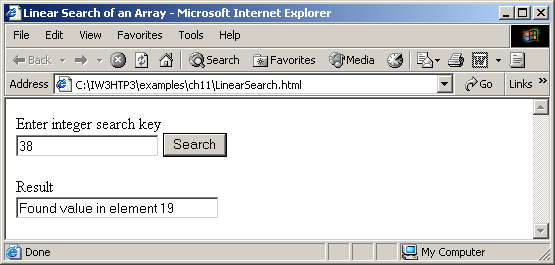 Linear Search of an Array - Microsoft Internet Explorer
File Edit View Favorites Tools Help
Back Search Favorites Media
Address C:\IW3HTP3\examples\ch11\LinearSearch.html Go Links »
Enter integer search key
38 Search
Result
Found value in element 19
Done My Computer